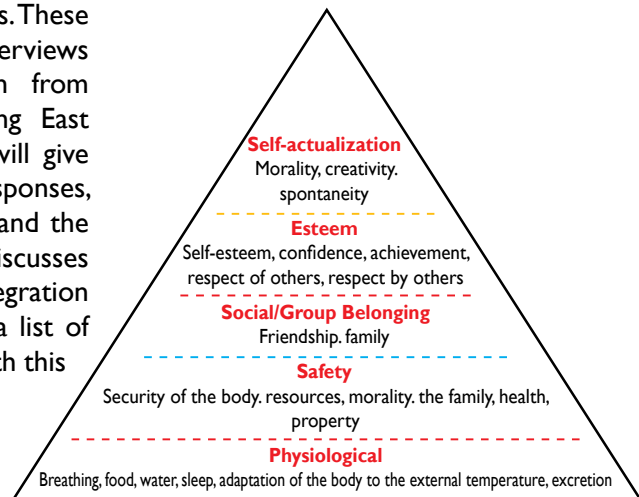 s. These
erviews
n from
ng East
will give
sponses,
and the
iscusses
egration
a list of
th this
Self-actualization
Morality, creativity.
spontaneity
Esteem
Self-esteem, confidence, achievement,
respect of others, respect by others
Social/Group Belonging
Friendship. family
Safety
Security of the body. resources, morality. the family, health,
property
Physiological
Breathing, food, water, sleep, adaptation of the body to the external temperature, excretion